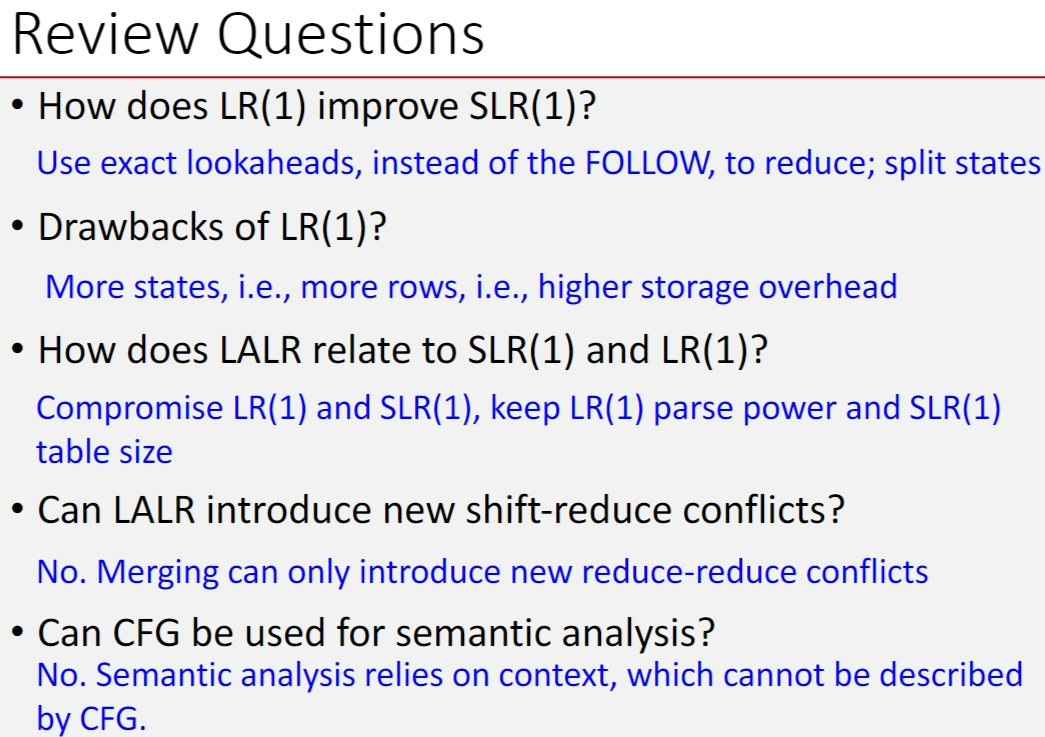 Review Questions
• How does LR(1) improve SLR(1)?
Use exact lookaheads, instead of the FOLLOW, to reduce; split states
• Drawbacks of LR(1)?
More states, i.e., more rows, i.e., higher storage overhead
• How does LALR relate to SLR(1) and LR(1)?
Compromise LR(1) and SLR(1), keep LR(1) parse power and SLR(1)
table size
• Can LALR introduce new shift-reduce conflicts?
No. Merging can only introduce new reduce-reduce conflicts
• Can CFG be used for semantic analysis?
No. Semantic analysis relies on context, which cannot be described
by CFG.